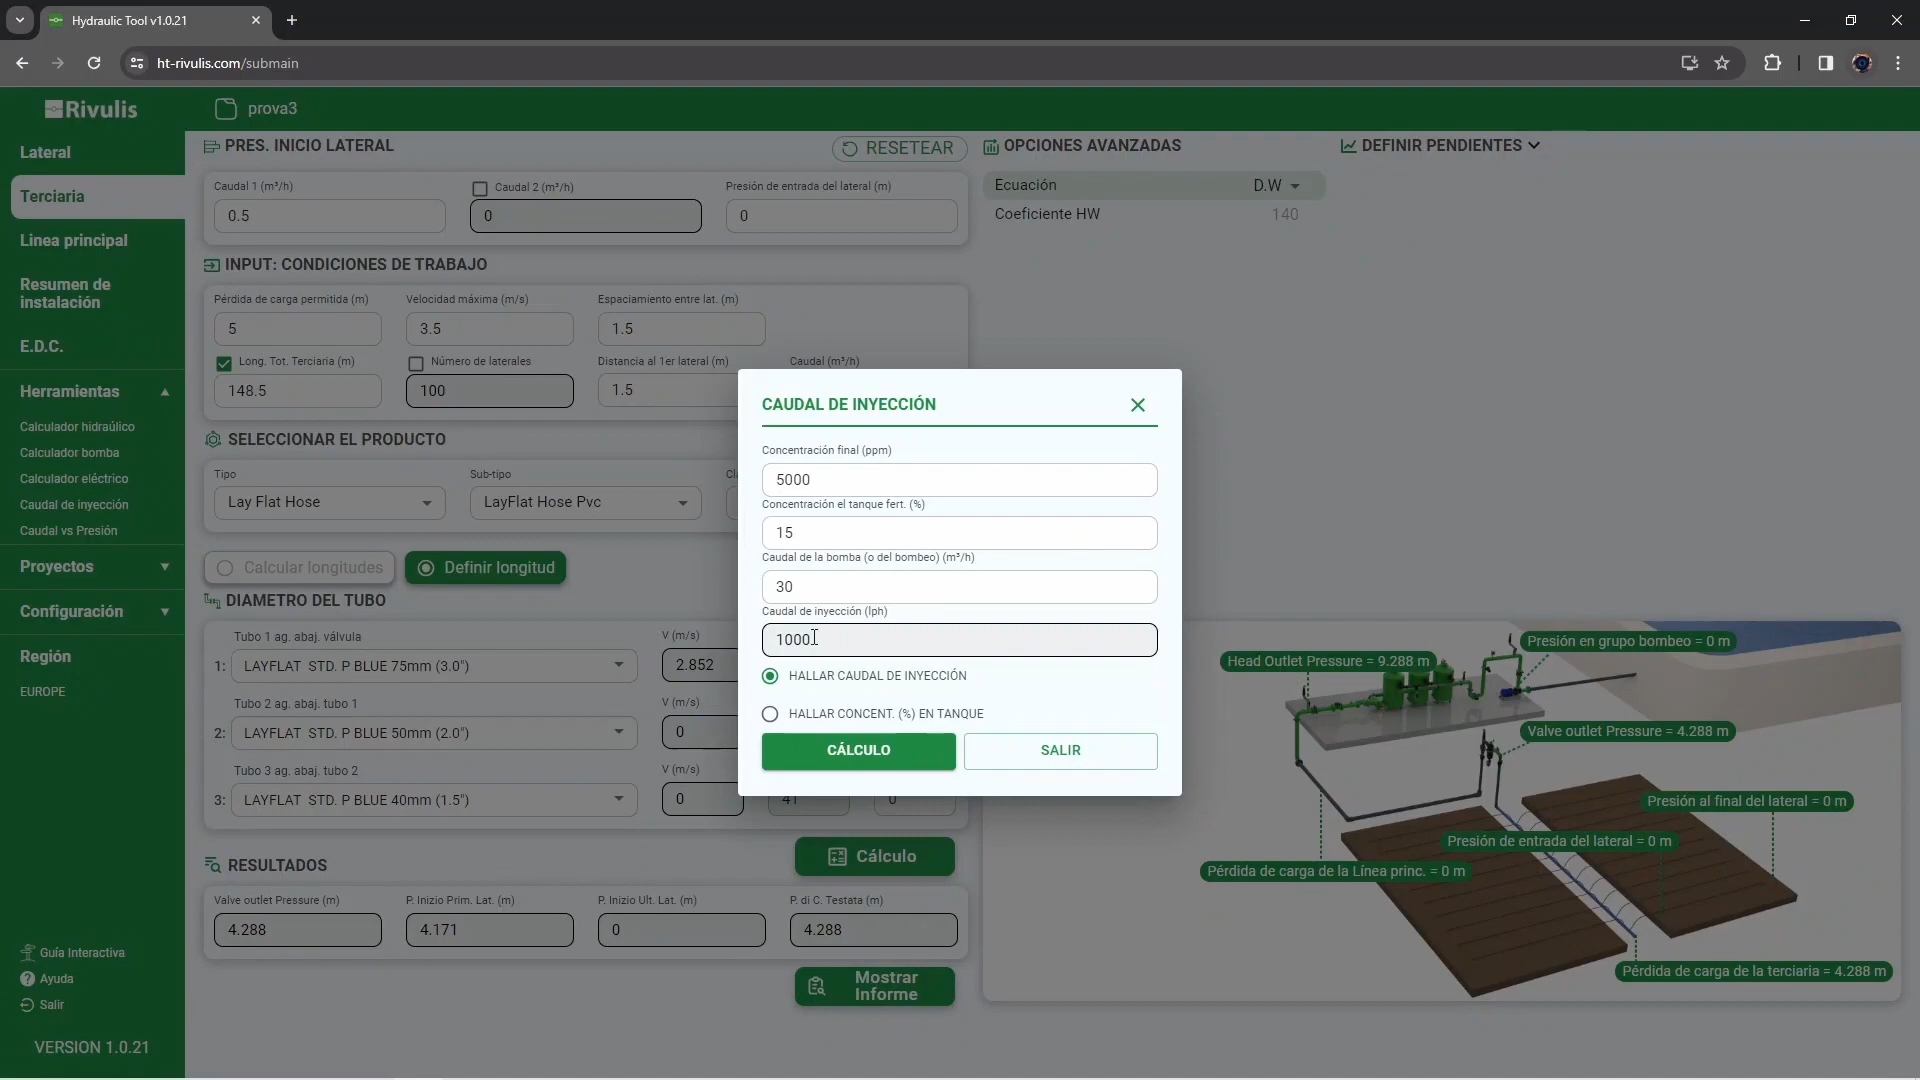 Hydraulic Tool v1.0.21
ht-rivulis.com/submain
Rivulis
prova3
Lateral
Terciaria
Linea principal
Resumen de
instalación
E.D.C.
Herramientas
Calculador hidraúlico
Calculador bomba
Calculador eléctrico
Caudal de inyección
Caudal vs Presión
Proyectos
Configuración
Región
EUROPE
Guía Interactiva
Ayuda
Salir
VERSION 1.0.21
PRES. INICIO LATERAL
RESETEAR
Caudal 1 (m³/h)
Caudal 2 (m³/h)
Presión de entrada del lateral (m)
0.5
0
0
INPUT: CONDICIONES DE TRABAJO
Pérdida de carga permitida (m)
Velocidad máxima (m/s)
Espaciamiento entre lat. (m)
5
3.5
1.5
Long. Tot. Terciaria (m)
Número de laterales
Distancia al 1er lateral (m)
Caudal (m³/h)
148.5
100
1.5
SELECCIONAR EL PRODUCTO
Tipo
Sub-tipo
Lay Flat Hose
LayFlat Hose Pvc
Calcular longitudes
Definir longitud
DIAMETRO DEL TUBO
Tubo 1 ag. abaj. válvula
V (m/s)
1:
LAYFLAT STD. P BLUE 75mm (3.0")
2.852
Tubo 2 ag. abaj. tubo 1
V (m/s)
2:
LAYFLAT STD. P BLUE 50mm (2.0")
0
Tubo 3 ag. abaj. tubo 2
V (m/s)
3:
LAYFLAT STD. P BLUE 40mm (1.5")
0
41
0
Cálculo
RESULTADOS
Valve outlet Pressure (m)
P. Inizio Prim. Lat. (m)
P. Inizio Ult. Lat. (m)
P. di C. Testata (m)
4.288
4.171
0
4.288
Mostrar
Informe
OPCIONES AVANZADAS
Ecuación
D.W
Coeficiente HW
140
DEFINIR PENDIENTES
CAUDAL DE INYECCIÓN
Concentración final (ppm)
5000
Concentración el tanque fert. (%)
15
Caudal de la bomba (o del bombeo) (m³/h)
30
Caudal de inyección (lph)
1000
HALLAR CAUDAL DE INYECCIÓN
HALLAR CONCENT. (%) EN TANQUE
CÁLCULO
SALIR
Presión en grupo bombeo = 0 m
Head Outlet Pressure = 9.288 m
Valve outlet Pressure = 4.288 m
Presión al final del lateral = 0 m
Presión de entrada del lateral = 0 m
Pérdida de carga de la Línea princ. = 0 m
Pérdida de carga de la terciaria = 4.288 m